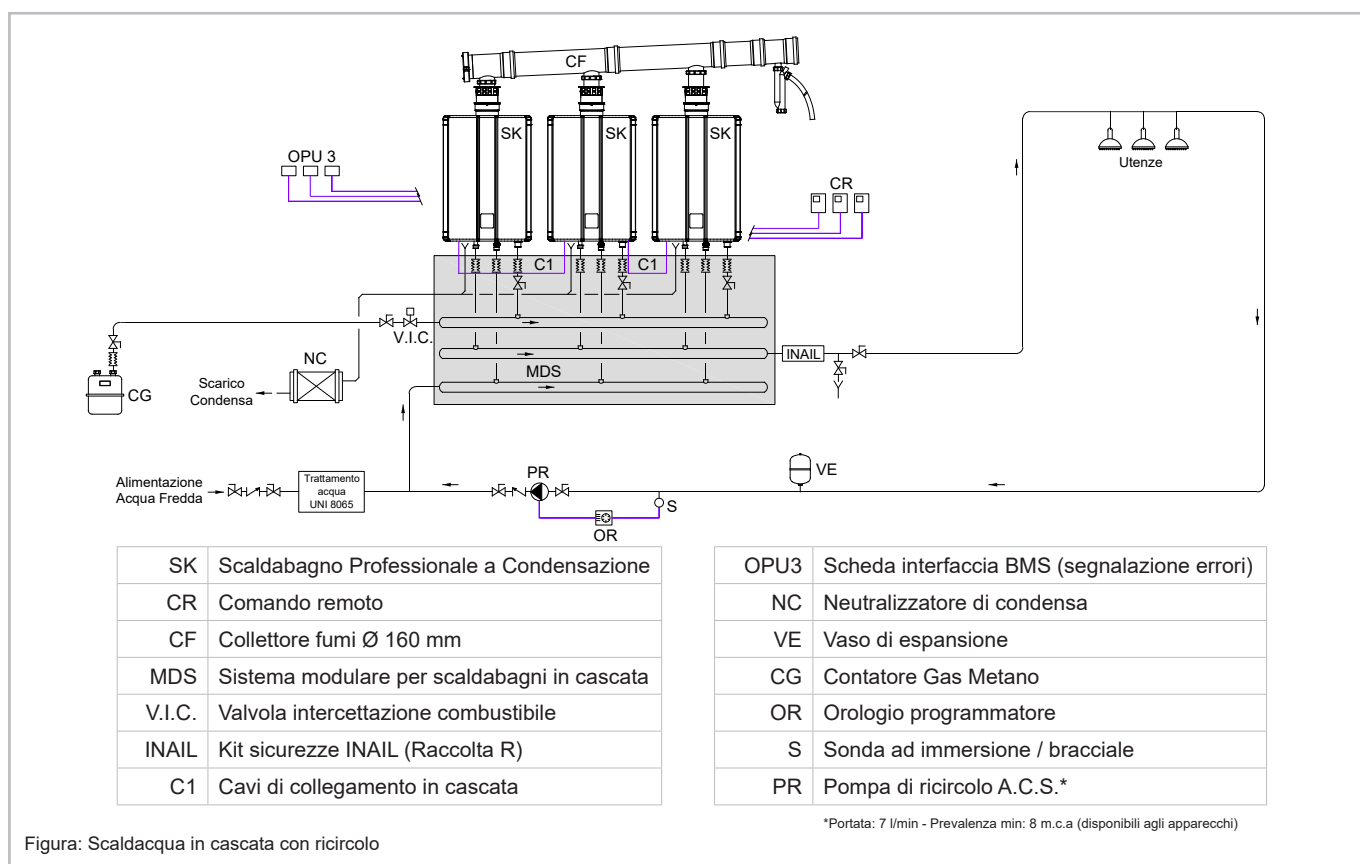 CF
SK
SK
SK
OPU 3
CR
Utenze
C1
C1
V.I.C.
NC
INAIL
MDS
Scarico
Condensa
CG
Alimentazione
Acqua Fredda
Trattamento
acqua
UNI 8065
PR
VE
S
OR
SK Scaldabagno Professionale a Condensazione
CR Comando remoto
CF Collettore fumi Ø 160 mm
MDS Sistema modulare per scaldabagni in cascata
V.I.C. Valvola intercettazione combustibile
INAIL Kit sicurezze INAIL (Raccolta R)
C1 Cavi di collegamento in cascata
OPU3 Scheda interfaccia BMS (segnalazione errori)
NC Neutralizzatore di condensa
VE Vaso di espansione
CG Contatore Gas Metano
OR Orologio programmatore
S Sonda ad immersione / bracciale
PR Pompa di ricircolo A.C.S.*
*Portata: 7 l/min - Prevalenza min: 8 m.c.a (disponibili agli apparecchi)
Figura: Scaldacqua in cascata con ricircolo